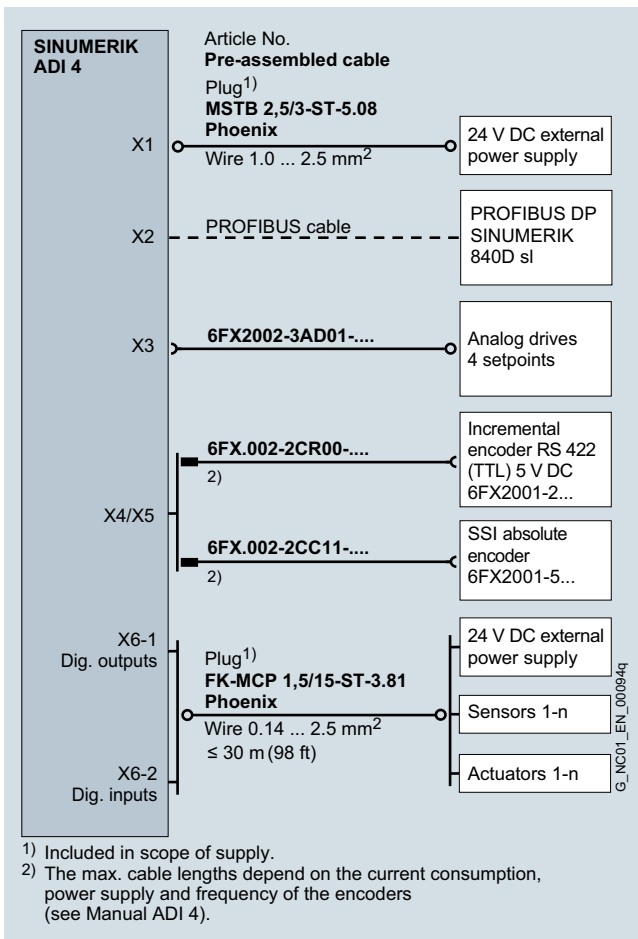 SINUMERIK
ADI 4
Article No.
Pre-assembled cable
Plug1)
MSTB 2,5/3-ST-5.08
Phoenix
X1
Wire 1.0 ... 2.5 mm2
24 V DC external
power supply
X2
PROFIBUS cable
PROFIBUS DP
SINUMERIK
840D sl
X3
6FX2002-3AD01-....
Analog drives
4 setpoints
X4/X5
6FX.002-2CR00-....
2)
Incremental
encoder RS 422
(TTL) 5 V DC
6FX2001-2...
6FX.002-2CC11-....
2)
SSI absolute
encoder
6FX2001-5...
X6-1
Dig. outputs
Plug1)
FK-MCP 1,5/15-ST-3.81
Phoenix
Wire 0.14 ... 2.5 mm2
≤ 30 m (98 ft)
X6-2
Dig. inputs
24 V DC external
power supply
Sensors 1-n
Actuators 1-n
G_NC01_EN_00094q
1) Included in scope of supply.
2) The max. cable lengths depend on the current consumption,
power supply and frequency of the encoders
(see Manual ADI 4).